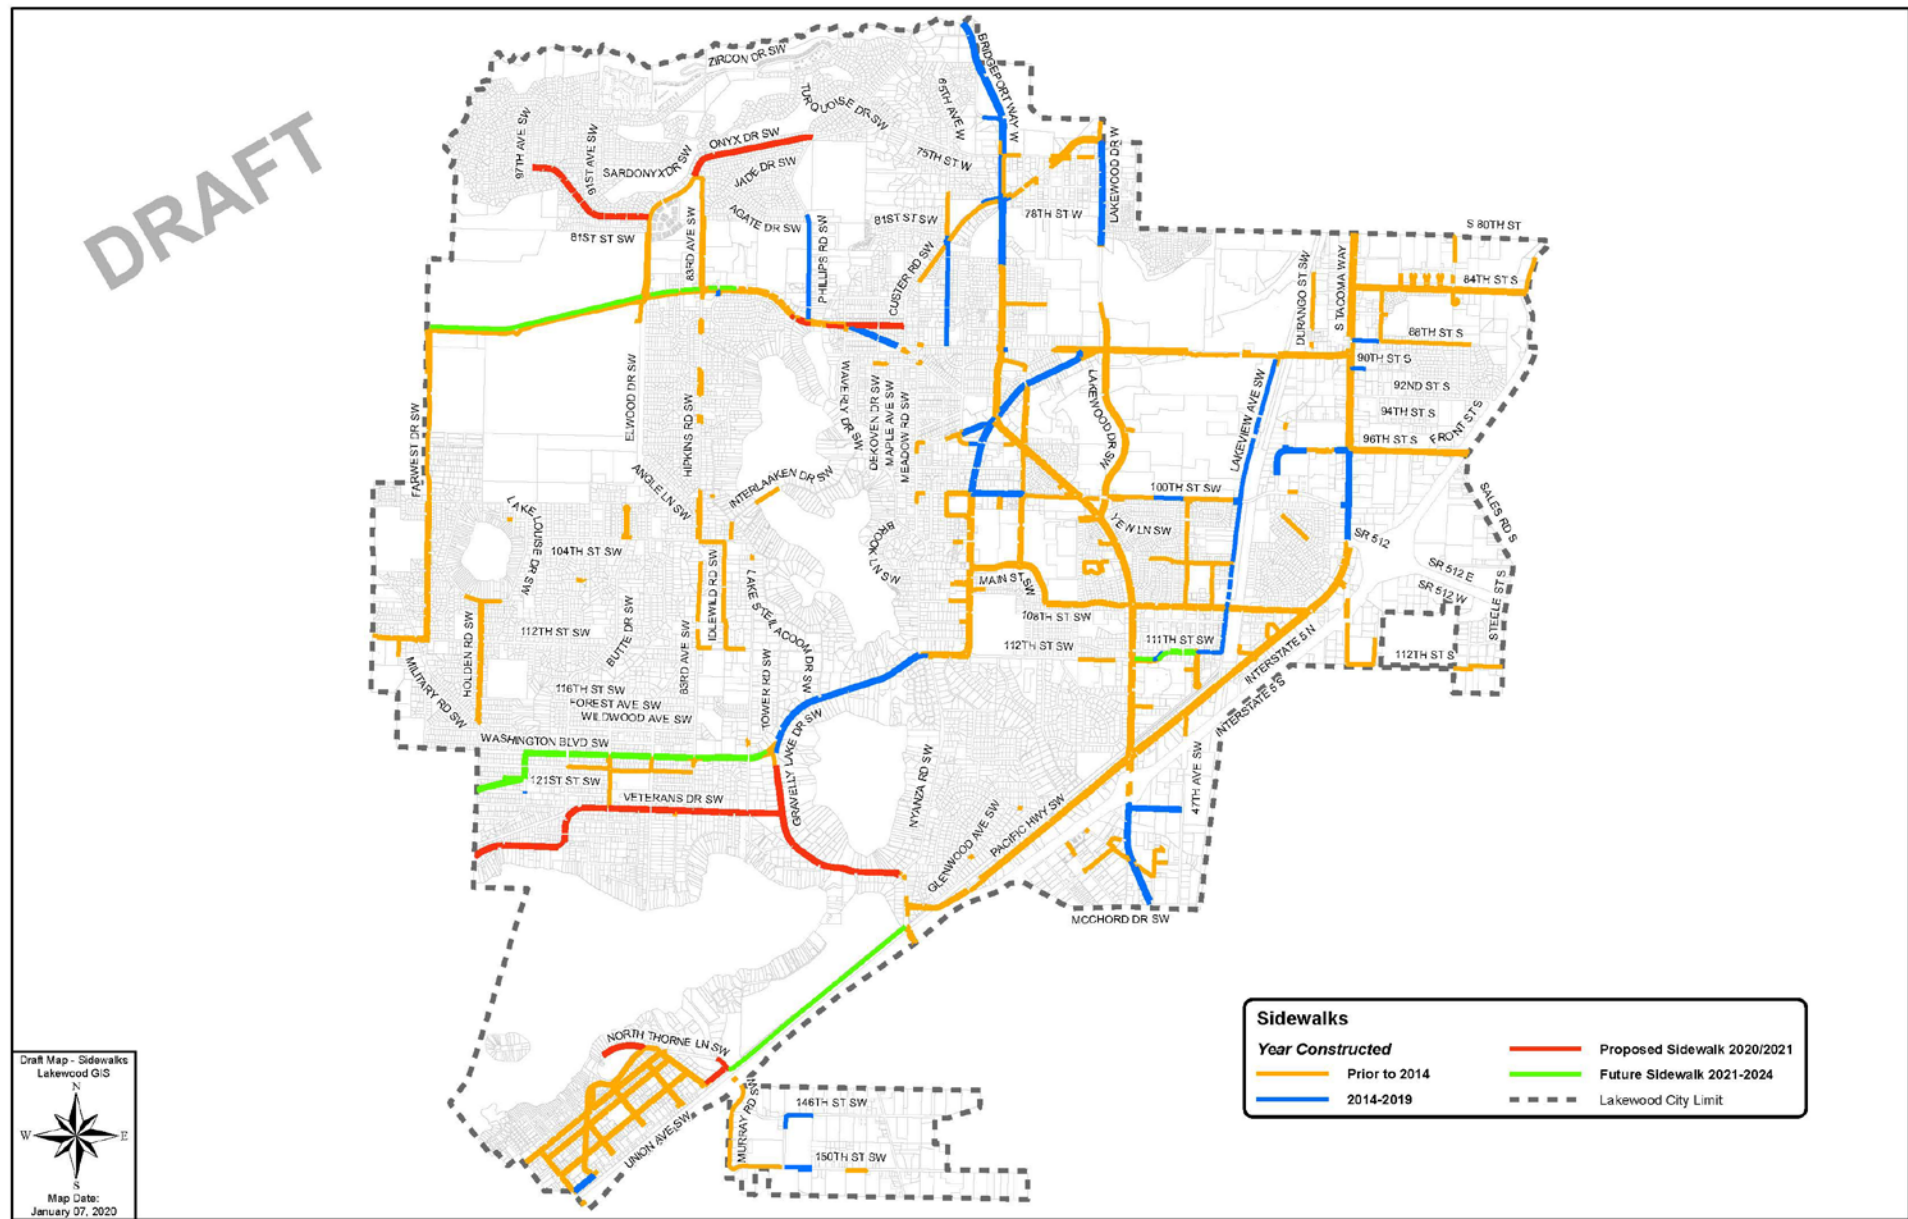 DRAFT
ZIRCON DR SW
BRIDGEPORT WAY W
TURQUOISE DR SW
65TH AVE W
97TH AVE SW
91ST AVE SW
ONYX DR SW
SARDONYX DR SW
JADE DR SW
75TH ST W
LAKEWOOD DR W
81ST ST SW
83RD AVE SW
AGATE DR SW
PHILLIPS RD SW
81ST ST SW
78TH ST W
CUSTER RD SW
S 80TH ST
DURANGO ST SW
S TACOMA WAY
84TH ST S
88TH ST S
90TH ST S
92ND ST S
94TH ST S
96TH ST S
FRONT ST S
FARWEST DR SW
ELWOOD DR SW
HIPKINS RD SW
WAVERLY DR SW
DEKOVEN DR SW
MAPLE AVE SW
MEADOW RD SW
LAKEWOOD DR SW
LAKEVIEW AVE SW
ANGLE LN SW
INTERLAAKEN DR SW
100TH ST SW
YEW LN SW
SALES RD S
SR 512
SR 512 E
SR 512 W
STEELE ST S
LAKE LOUISE DR SW
104TH ST SW
BROOK LN SW
IDLEWILD RD SW
LAKE STEILACOOM DR SW
MAIN ST SW
108TH ST SW
112TH ST SW
111TH ST SW
112TH ST S
HOLDEN RD SW
112TH ST SW
BUTTE DR SW
83RD AVE SW
TOWER RD SW
MILITARY RD SW
116TH ST SW
FOREST AVE SW
WILDWOOD AVE SW
INTERSTATE 5 N
INTERSTATE 5 S
WASHINGTON BLVD SW
GRAVELLY LAKE DR SW
NYANZA RD SW
47TH AVE SW
121ST ST SW
VETERANS DR SW
GLENWOOD AVE SW
PACIFIC HWY SW
MCCHORD DR SW
NORTH THORNE LN SW
UNION AVE SW
MURRAY RD SW
146TH ST SW
150TH ST SW
Sidewalks
Year Constructed
Prior to 2014
2014-2019
Proposed Sidewalk 2020/2021
Future Sidewalk 2021-2024
Lakewood City Limit
Draft Map - Sidewalks
Lakewood GIS
N
W E
S
Map Date:
January 07, 2020